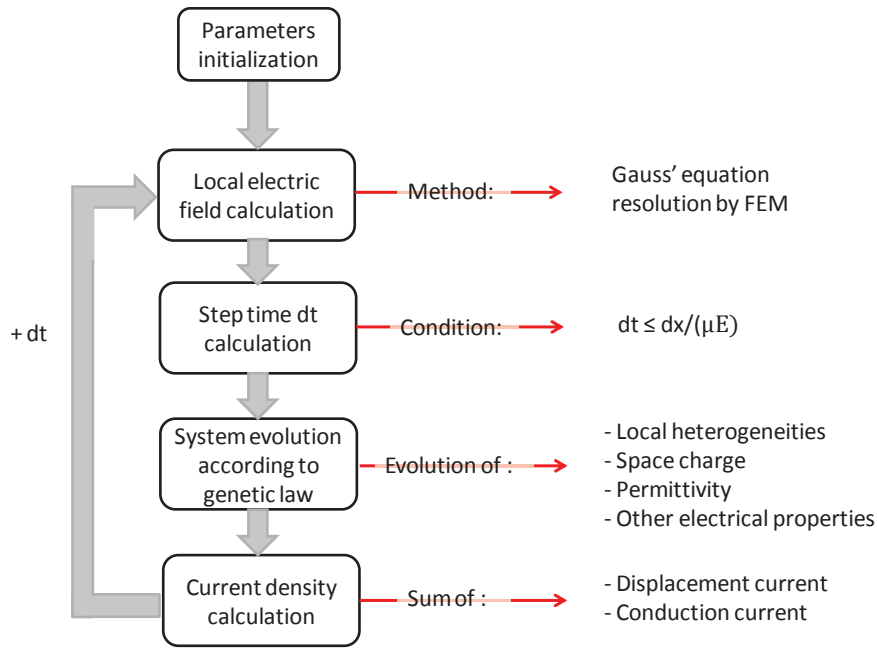 Parameters
initialization
Local electric
field calculation
Method:
Gauss’ equation
resolution by FEM
+ dt
Step time dt
calculation
Condition:
dt ≤ dx/(μE)
System evolution
according to
genetic law
Evolution of :
- Local heterogeneities
- Space charge
- Permittivity
- Other electrical properties
Current density
calculation
Sum of :
- Displacement current
- Conduction current